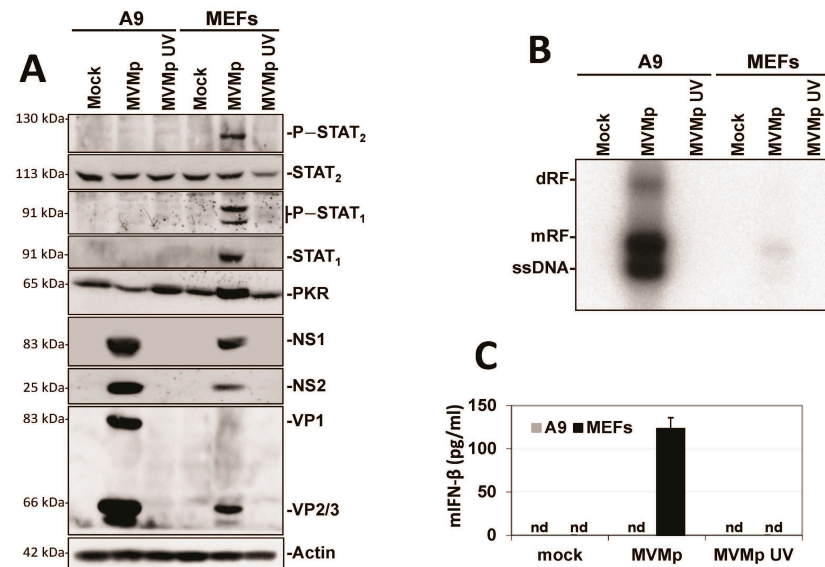 A
A9 MEFs
Mock MVMp MVMp UV Mock MVMp MVMp UV
130 kDa- -P–STAT2
113 kDa- -STAT2
91 kDa- -P–STAT1
91 kDa- -STAT1
65 kDa- -PKR
83 kDa- -NS1
25 kDa- -NS2
83 kDa- -VP1
66 kDa- -VP2/3
42 kDa- -Actin
B
A9 MEFs
Mock MVMp MVMp UV Mock MVMp MVMp UV
dRF-
mRF-
ssDNA-
C
mIFN-β (pg/ml)
150
100
50
0
A9 MEFs
nd nd nd nd nd
mock MVMp MVMp UV